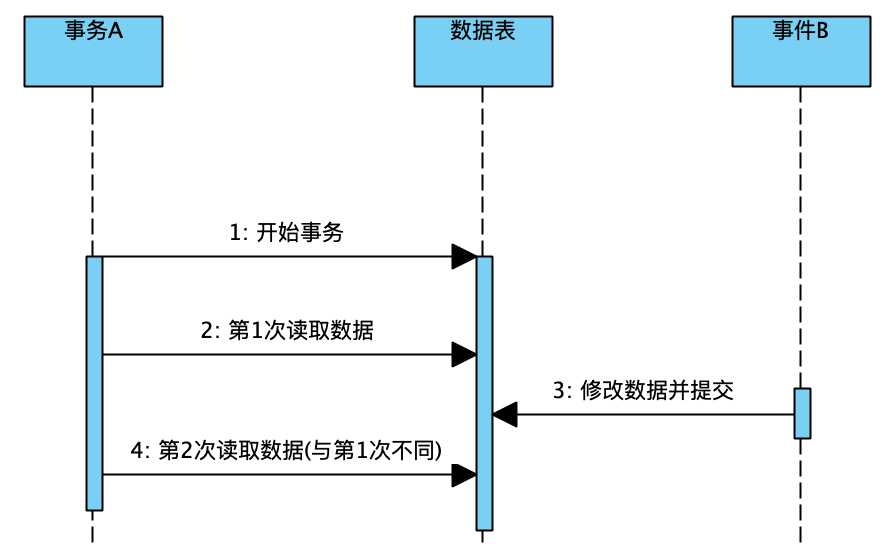 事务A
数据表
事件B
1: 开始事务
2: 第1次读取数据
3: 修改数据并提交
4: 第2次读取数据(与第1次不同)